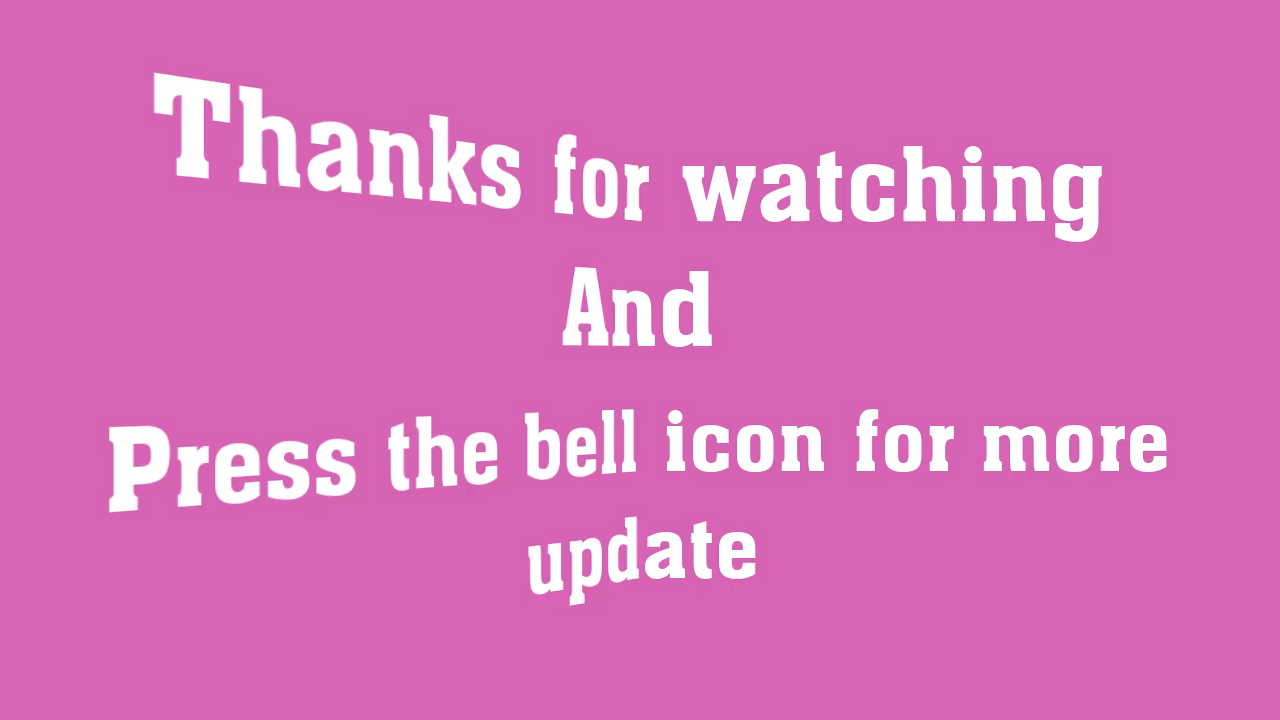 Thanks for watching
And
Press the bell icon for more
update